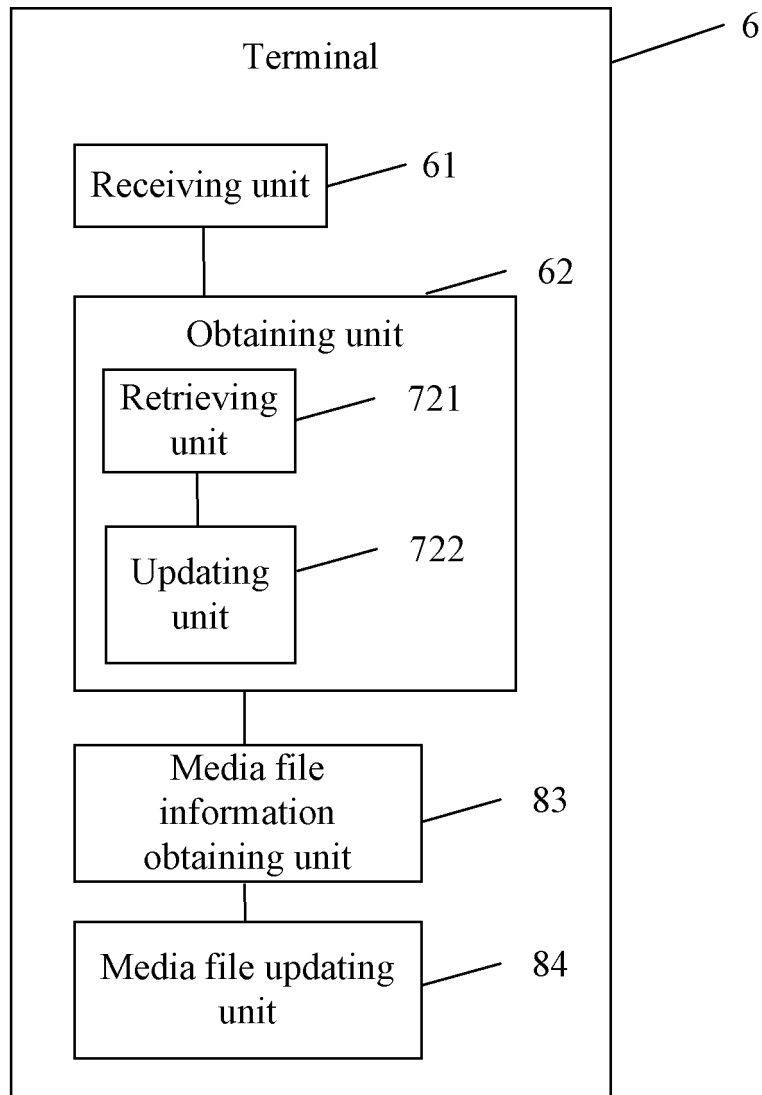 Terminal
6
Receiving unit
61
62
Obtaining unit
Retrieving
unit
721
Updating
unit
722
Media file
information
obtaining unit
83
Media file updating
unit
84